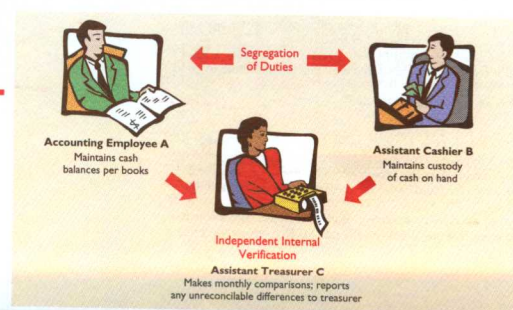 Segregation
of Duties
Accounting Employee A
Maintains cash
balances per books
Assistant Cashier B
Maintains custody
of cash on hand
Independent Internal
Verification
Assistant Treasurer C
Makes monthly comparisons; reports
any unreconcilable differences to treasurer